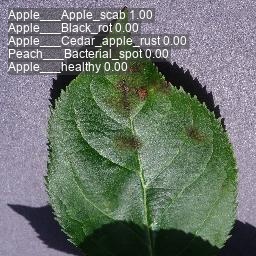 Apple___Apple_scab 1.00
Apple___Black_rot 0.00
Apple___Cedar_apple_rust 0.00
Peach___Bacterial_spot 0.00
Apple___healthy 0.00